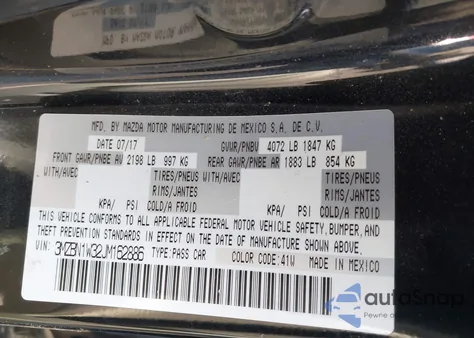 MFD. BY MAZDA MOTOR MANUFACTURING DE MEXICO S.A. DE C.V.
DATE 07/17 GVWR/PNBV 4072 LB 1847 KG
FRONT GAWR/PNBE AV 2198 LB 997 KG REAR GAWR/PNBE AR 1883 LB 854 KG
WITH/AVEC TIRES/PNEUS WITH/AVEC TIRES/PNEUS
RIMS/JANTES RIMS/JANTES
KPA/ PSI COLD/A FROID KPA/ PSI COLD/A FROID
THIS VEHICLE CONFORMS TO ALL APPLICABLE FEDERAL MOTOR VEHICLE SAFETY, BUMPER, AND
THEFT PREVENTION STANDARDS IN EFFECT ON THE DATE OF MANUFACTURE SHOWN ABOVE.
VIN: 3MZBN1W32JM162886 TYPE:PASS CAR COLOR CODE:41W MADE IN MEXICO
autoSnap